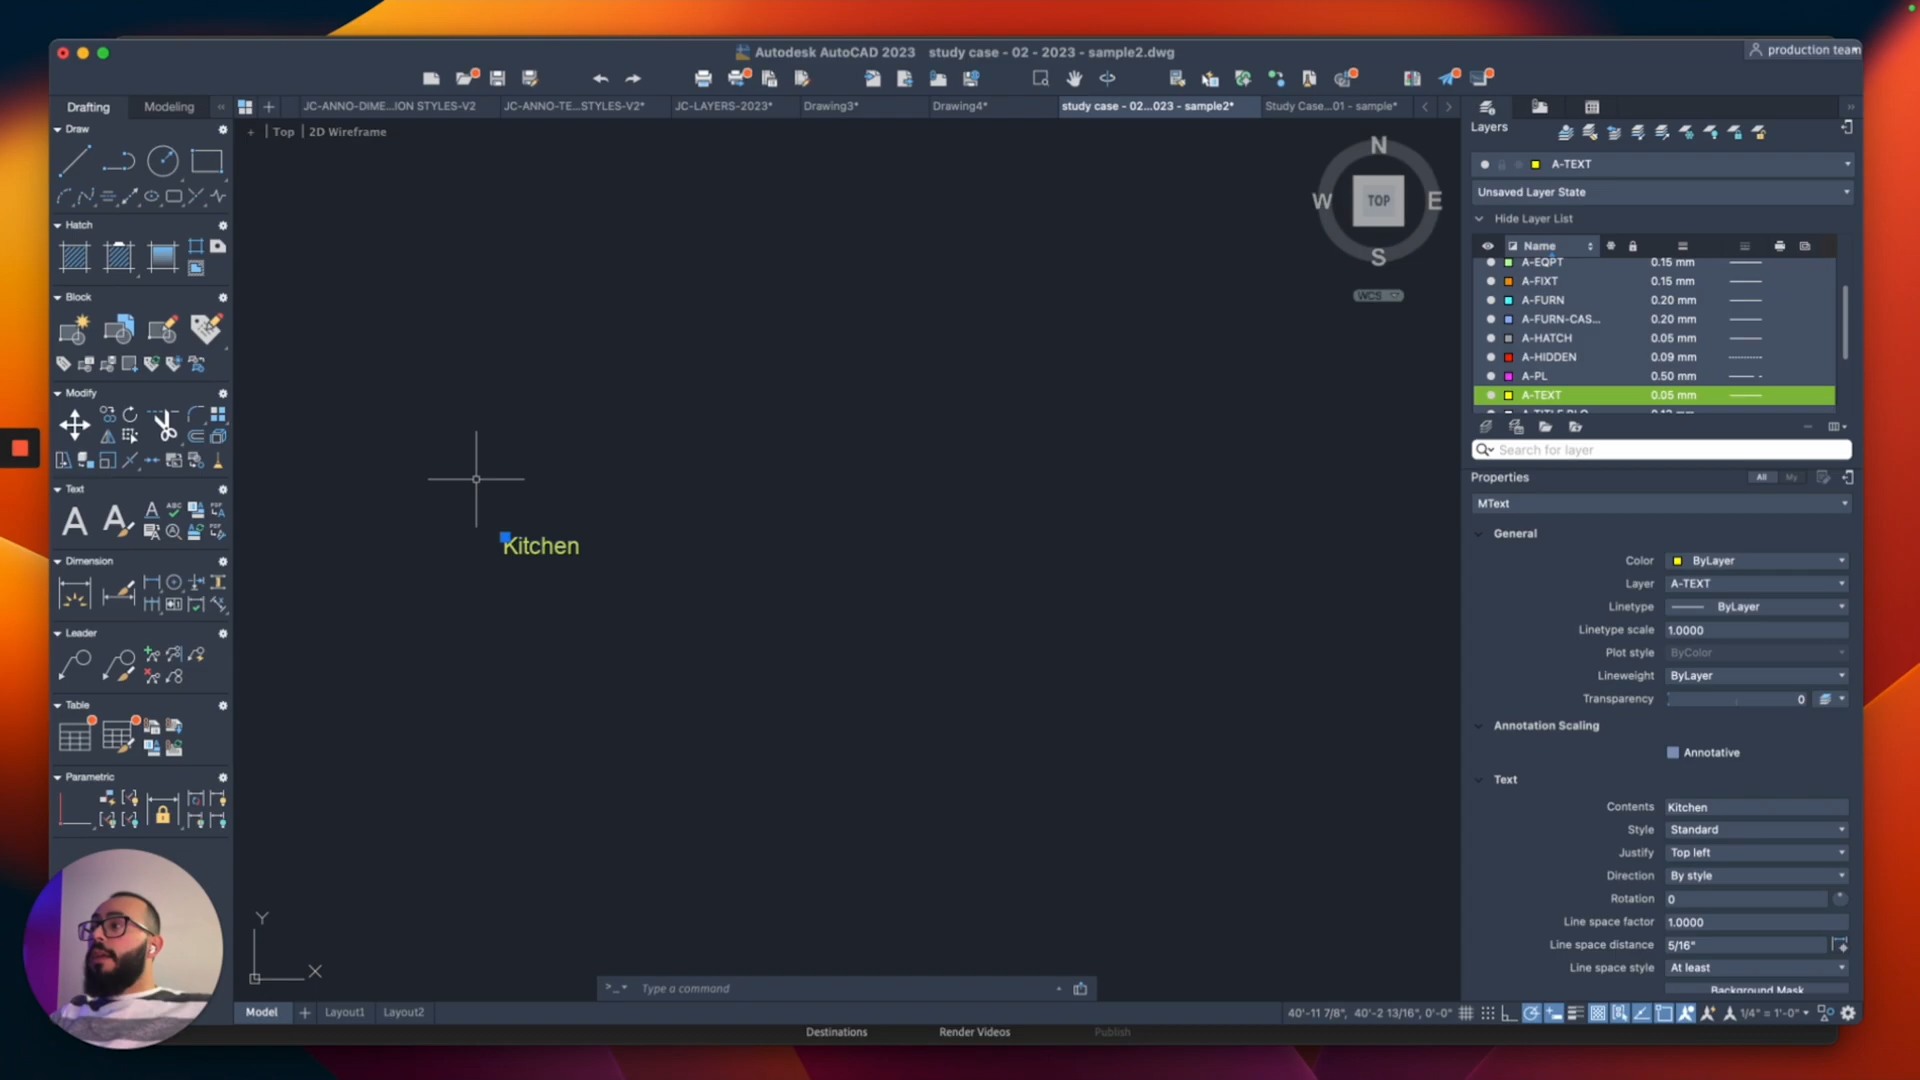 Autodesk AutoCAD 2023 study case - 02 - 2023 - sample2.dwg
production team
Drafting Modeling
JC-ANNO-DIME...ION STYLES-V2 JC-ANNO-TE...STYLES-V2* JC-LAYERS-2023* Drawing3* Drawing4* study case - 02...023 - sample2* Study Case...01 - sample*
Top 2D Wireframe
Draw
Hatch
Block
Modify
Text
Dimension
Leader
Table
Parametric
N
W TOP E
S
WCS
Kitchen
Y
X
Type a command
Model Layout1 Layout2
40'-11 7/8", 40'-2 13/16", 0'-0"
1/4" = 1'-0"
Destinations Render Videos Publish
Layers
A-TEXT
Unsaved Layer State
Hide Layer List
Name
A-EQPT 0.15 mm
A-FIXT 0.15 mm
A-FURN 0.20 mm
A-FURN-CAS... 0.20 mm
A-HATCH 0.05 mm
A-HIDDEN 0.09 mm
A-PL 0.50 mm
A-TEXT 0.05 mm
Search for layer
Properties All My
MText
General
Color ByLayer
Layer A-TEXT
Linetype ByLayer
Linetype scale 1.0000
Plot style ByColor
Lineweight ByLayer
Transparency 0
Annotation Scaling
Annotative
Text
Contents Kitchen
Style Standard
Justify Top left
Direction By style
Rotation 0
Line space factor 1.0000
Line space distance 5/16"
Line space style At least
Background Mask